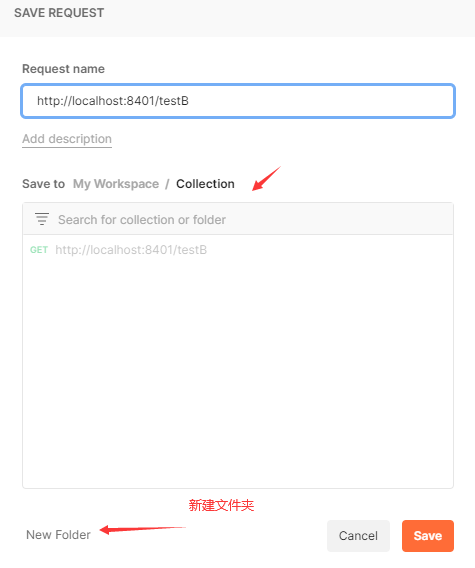 SAVE REQUEST
Request name
http://localhost:8401/testB
Add description
Save to My Workspace / Collection
Search for collection or folder
GET http://localhost:8401/testB
新建文件夹
New Folder
Cancel
Save